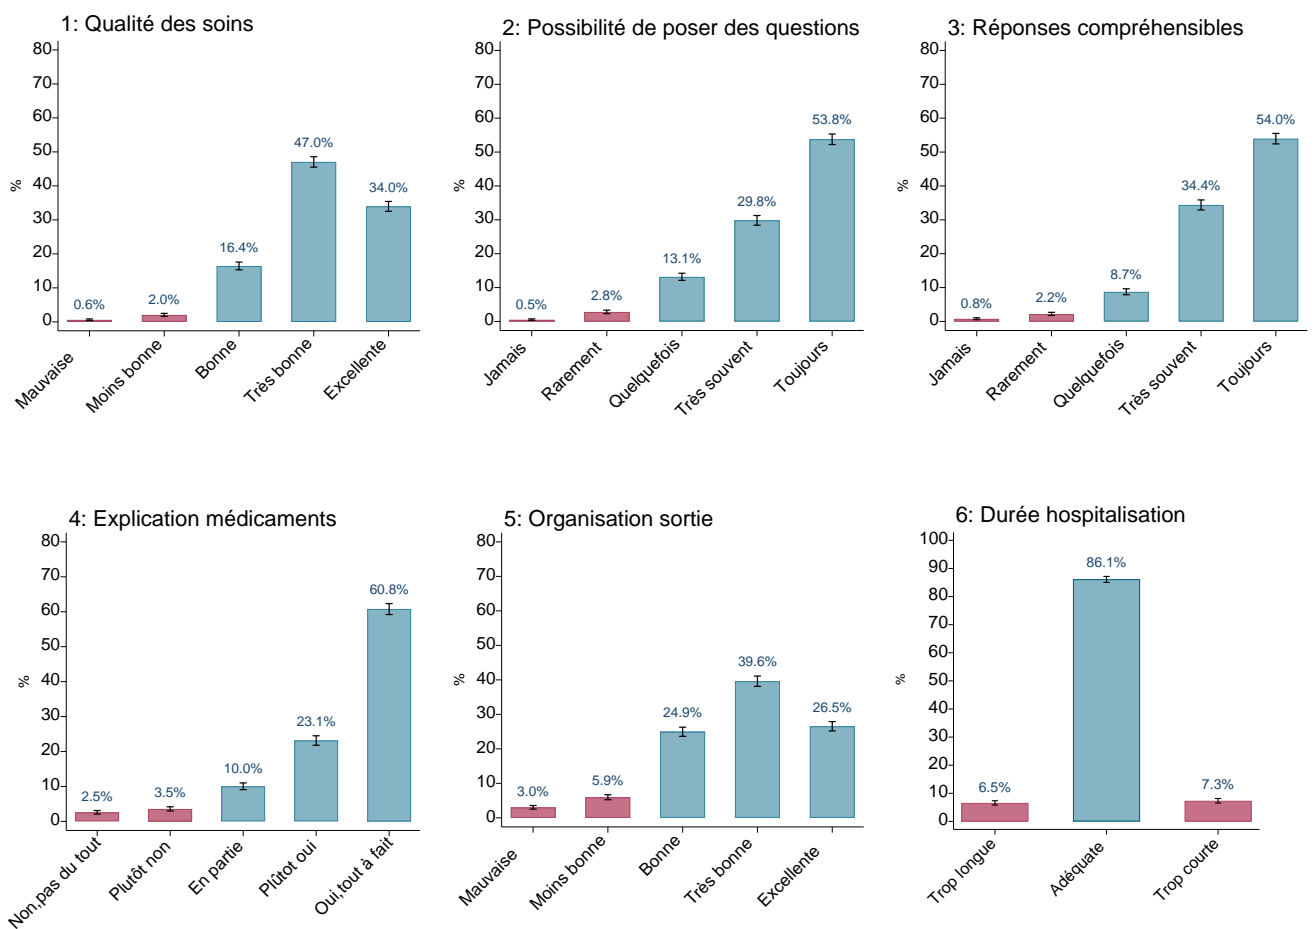 1: Qualité des soins
80
70
60
50
40
30
20
10
0
%
0.6%
2.0%
16.4%
47.0%
34.0%
Mauvaise
Moins bonne
Bonne
Très bonne
Excellente
2: Possibilité de poser des questions
80
70
60
50
40
30
20
10
0
%
0.5%
2.8%
13.1%
29.8%
53.8%
Jamais
Rarement
Quelquefois
Très souvent
Toujours
3: Réponses compréhensibles
80
70
60
50
40
30
20
10
0
%
0.8%
2.2%
8.7%
34.4%
54.0%
Jamais
Rarement
Quelquefois
Très souvent
Toujours
4: Explication médicaments
80
70
60
50
40
30
20
10
0
%
2.5%
3.5%
10.0%
23.1%
60.8%
Non,pas du tout
Plutôt non
En partie
Plûtot oui
Oui,tout à fait
5: Organisation sortie
80
70
60
50
40
30
20
10
0
%
3.0%
5.9%
24.9%
39.6%
26.5%
Mauvaise
Moins bonne
Bonne
Très bonne
Excellente
6: Durée hospitalisation
100
90
80
70
60
50
40
30
20
10
0
%
6.5%
86.1%
7.3%
Trop longue
Adéquate
Trop courte